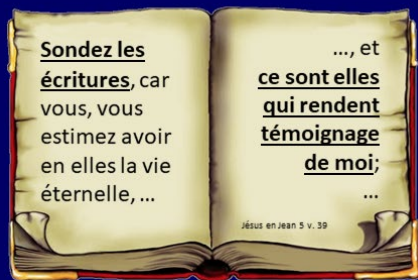 Sondez les
écritures, car
vous, vous
estimez avoir
en elles la vie
éternelle, ...
..., et
ce sont elles
qui rendent
témoignage
de moi;
...
Jésus en Jean 5 v. 39